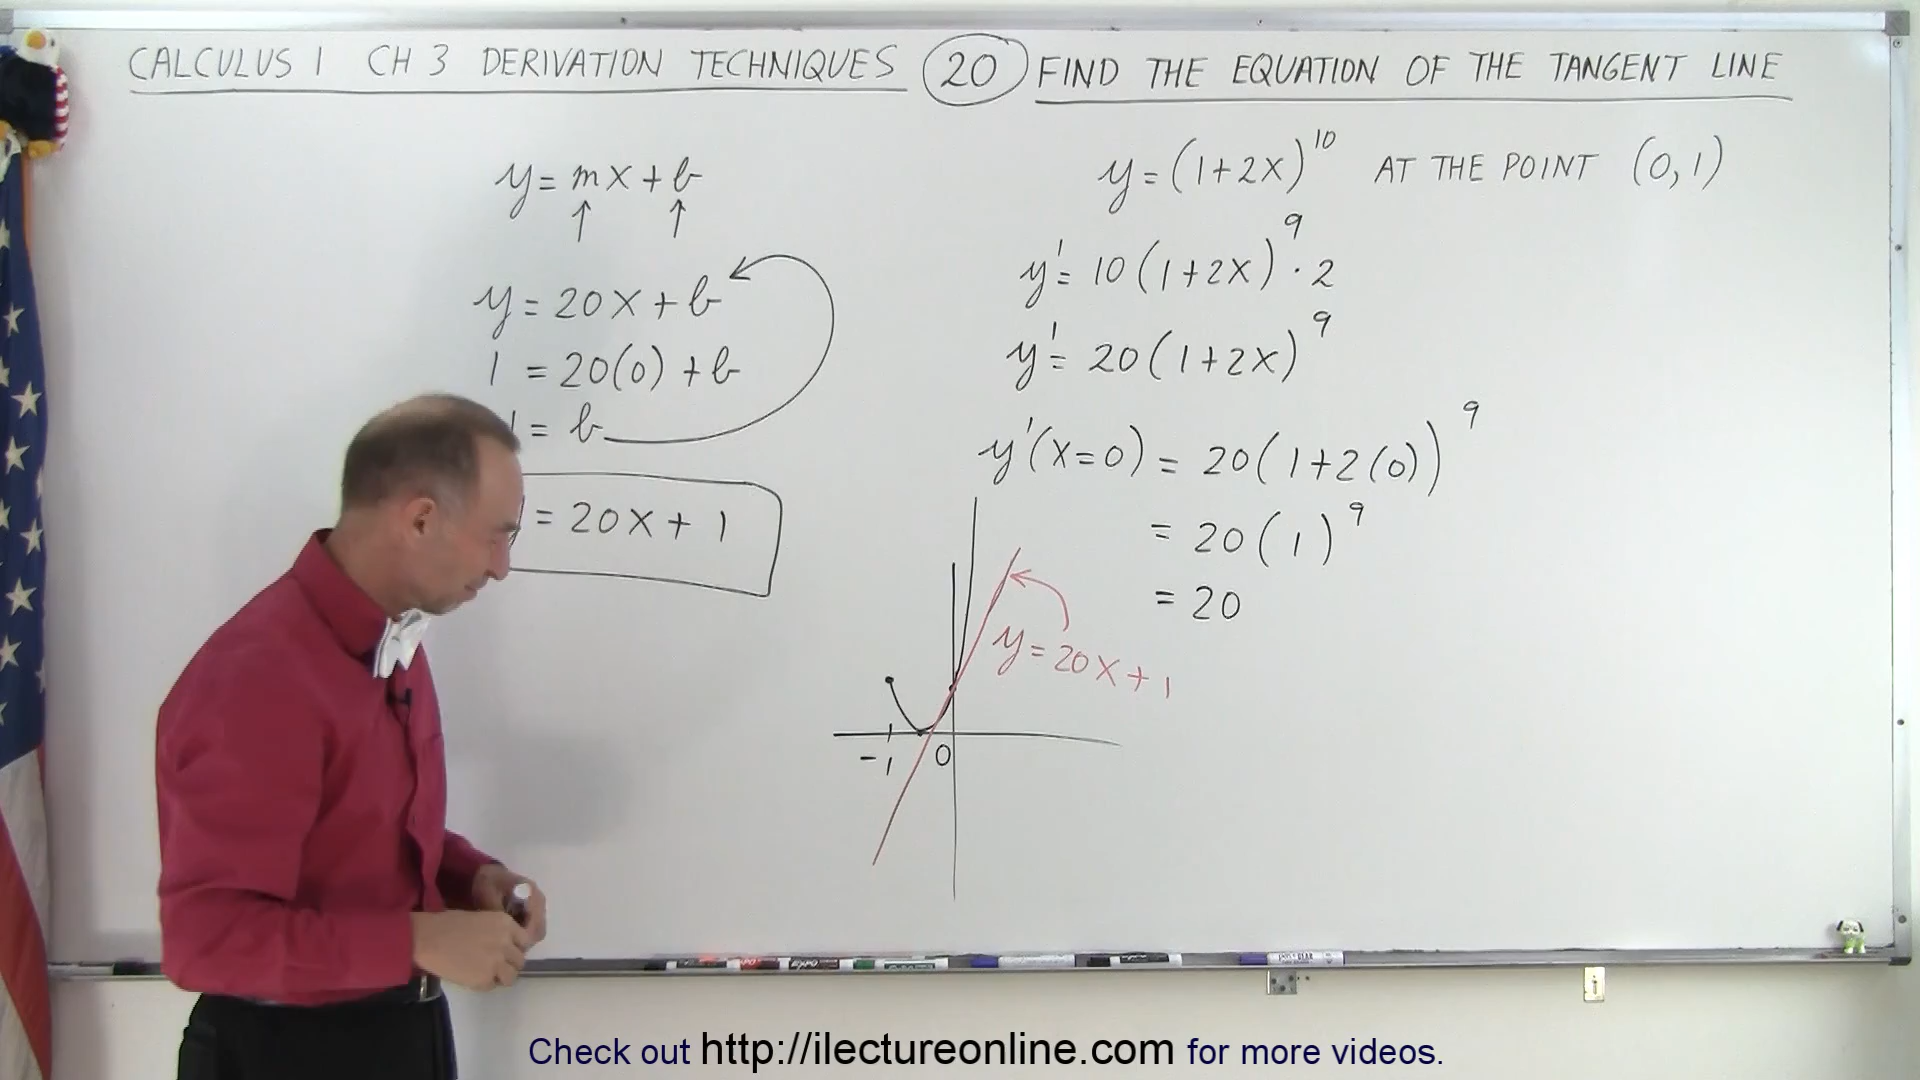 CALCULUS 1 CH 3 DERIVATION TECHNIQUES 20 FIND THE EQUATION OF THE TANGENT LINE
y = mx + b
↑ ↑
y = 20x + b
1 = 20(0) + b
1 = b
= 20x + 1
y = (1+2x)^10 AT THE POINT (0,1)
y' = 10(1+2x)^9 · 2
y' = 20(1+2x)^9
y'(x=0) = 20(1+2(0))^9
= 20(1)^9
= 20
y = 20x + 1
-1 0
EXPO
Check out http://ilectureonline.com for more videos.